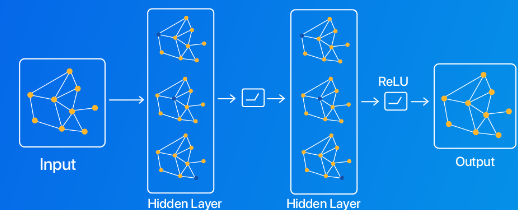 Input
Hidden Layer
Hidden Layer
ReLU
Output